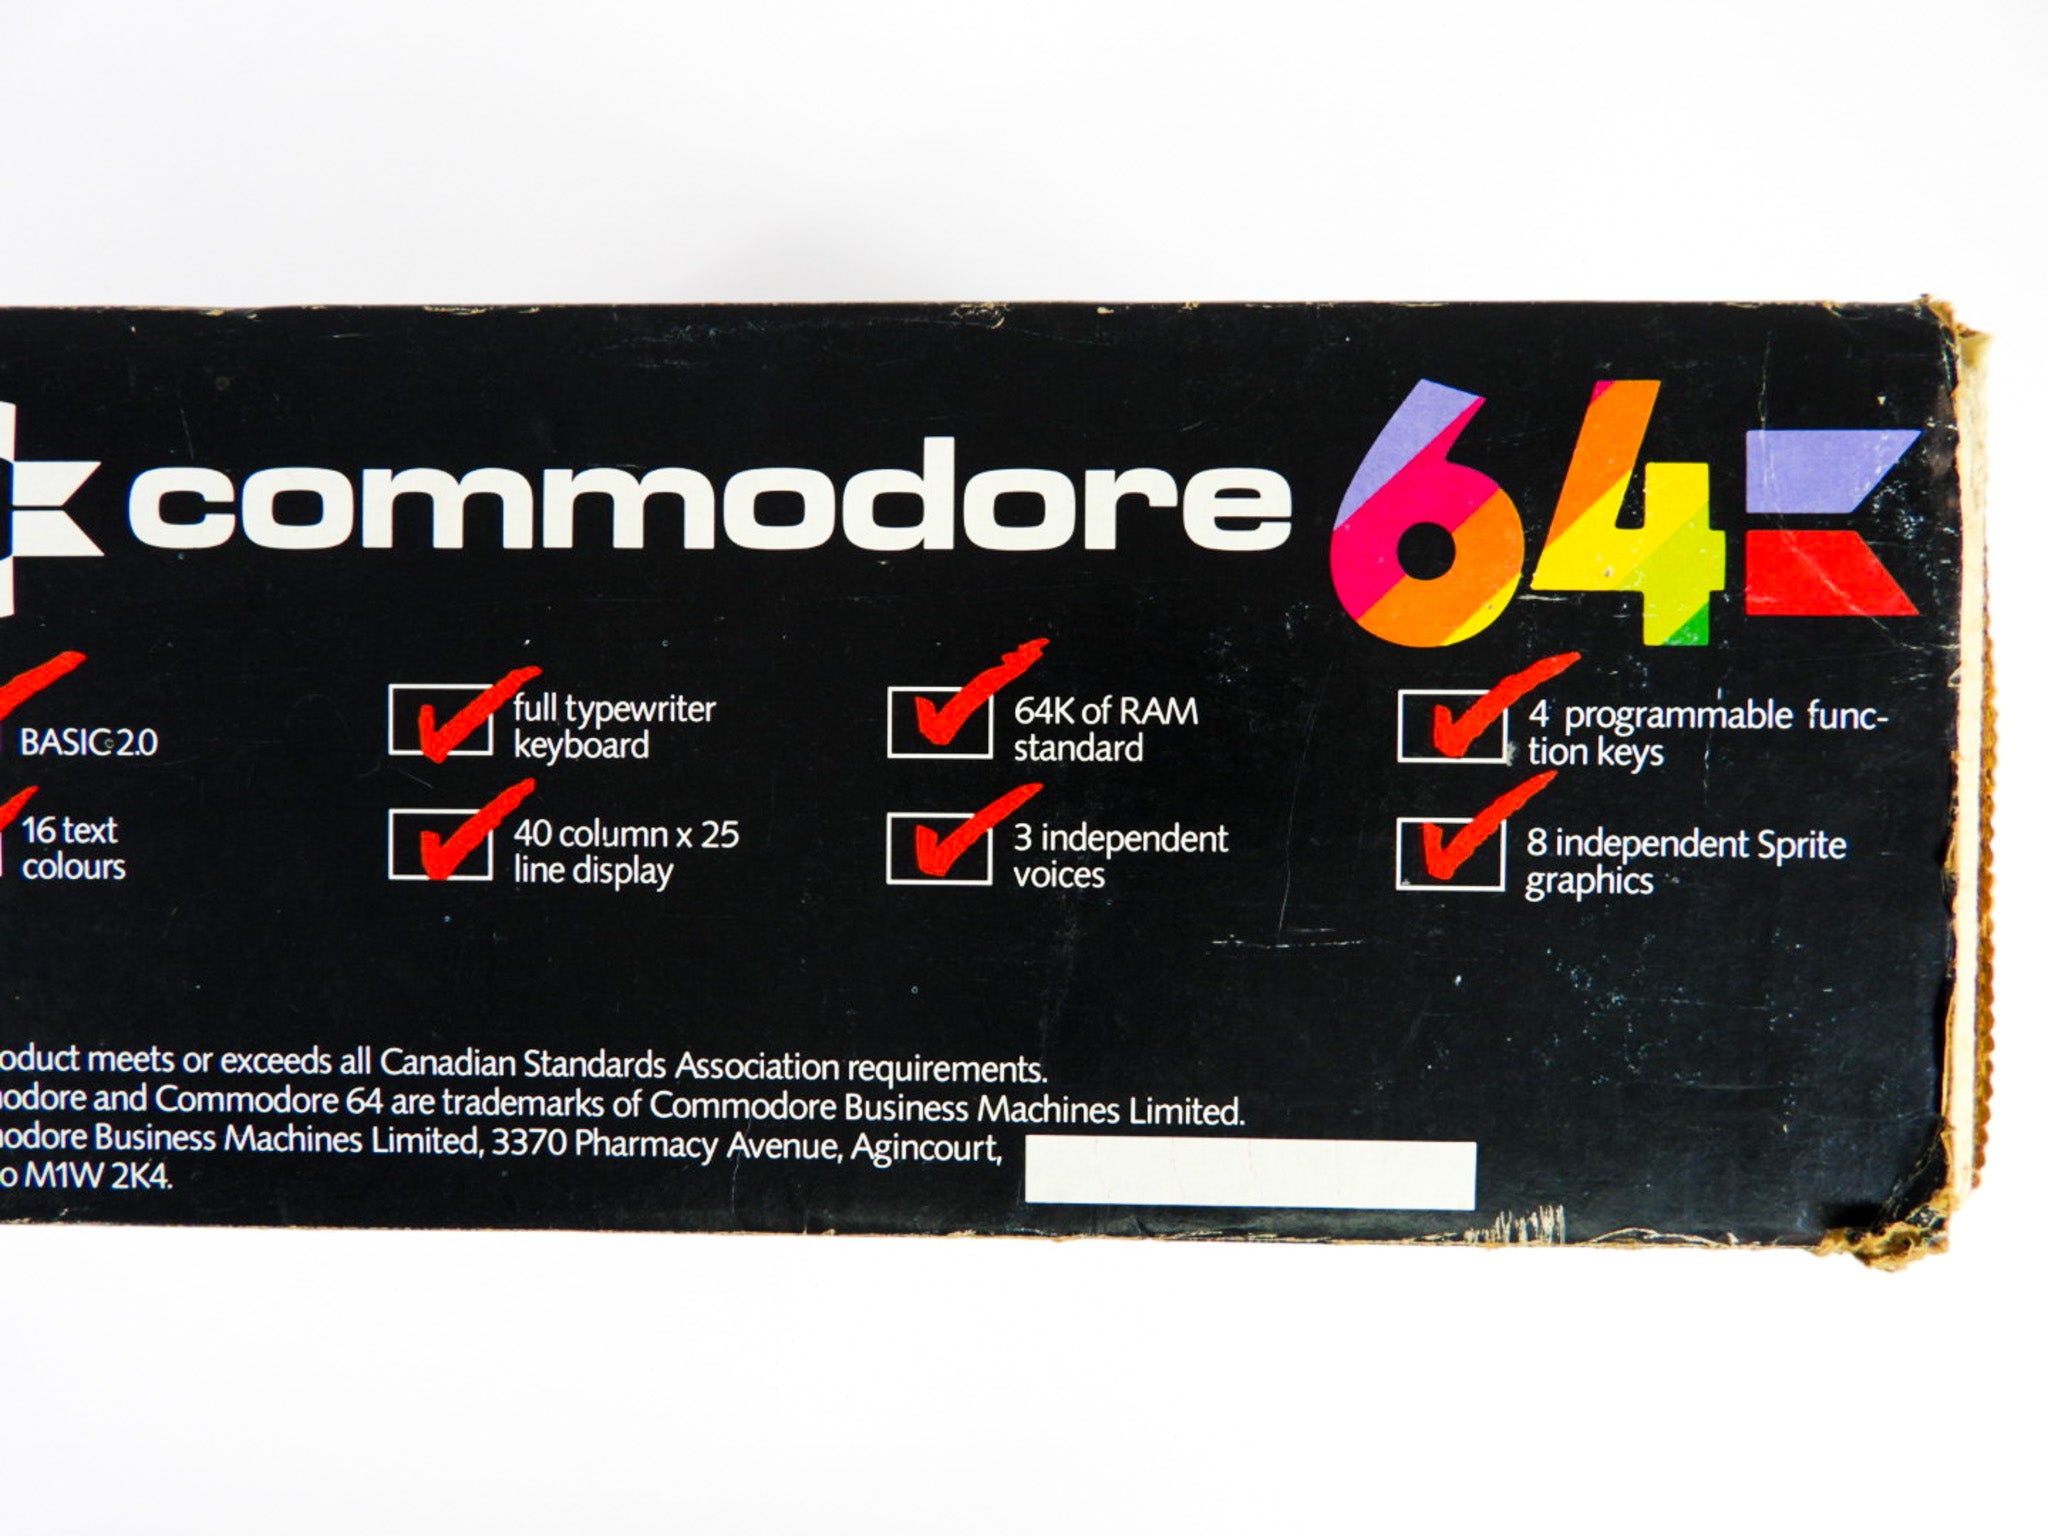 commodore 64
BASIC 2.0
full typewriter
keyboard
64K of RAM
standard
4 programmable func-
tion keys
16 text
colours
40 column x 25
line display
3 independent
voices
8 independent Sprite
graphics
meets or exceeds all Canadian Standards Association requirements.
and Commodore 64 are trademarks of Commodore Business Machines Limited.
Business Machines Limited, 3370 Pharmacy Avenue, Agincourt,
M1W 2K4.